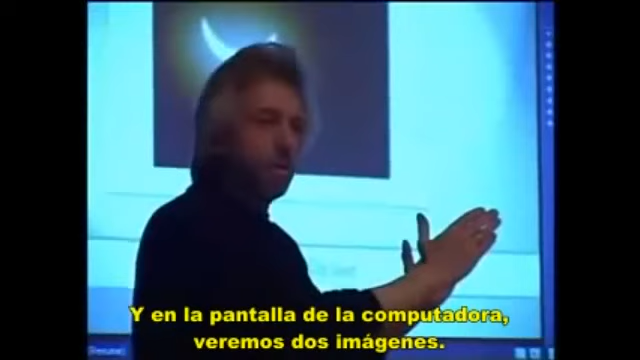 Y en la pantalla de la computadora,
veremos dos imágenes.